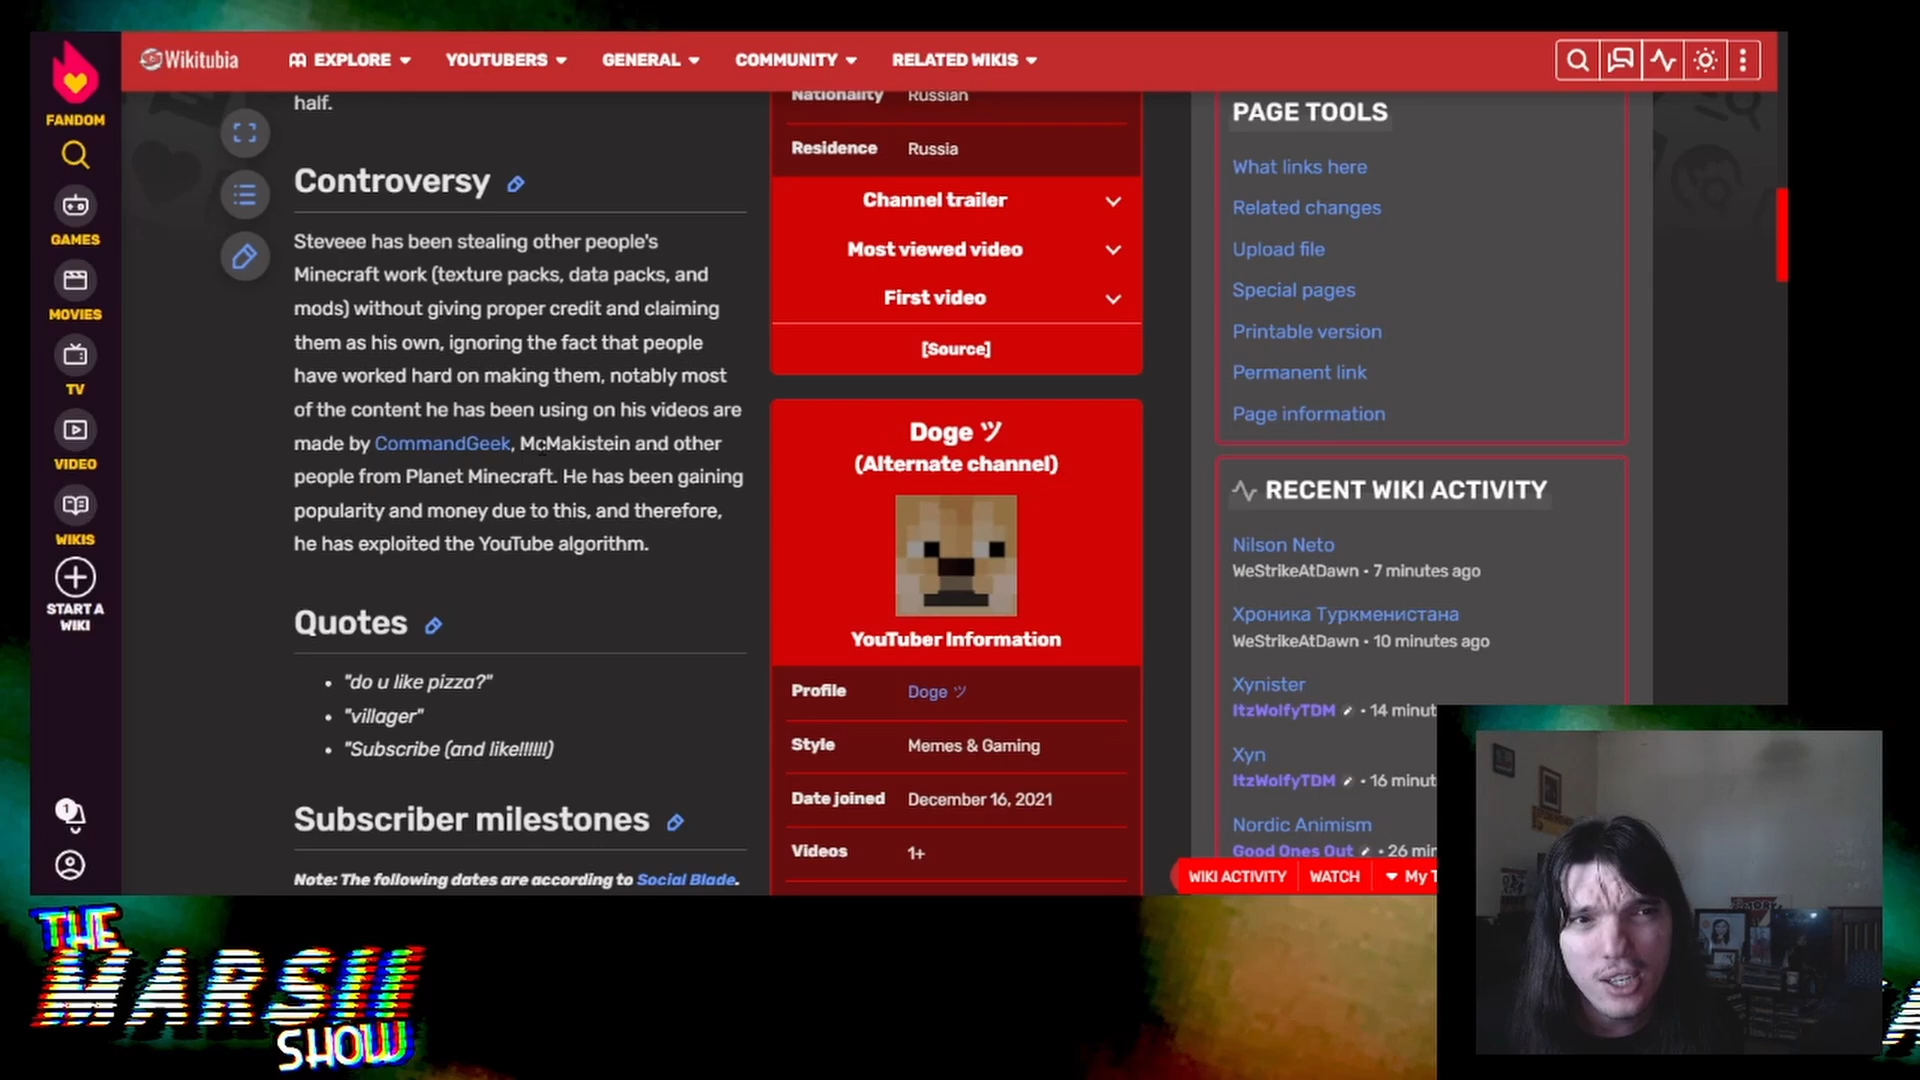 Wikitubia
EXPLORE
YOUTUBERS
GENERAL
COMMUNITY
RELATED WIKIS
FANDOM
GAMES
MOVIES
TV
VIDEO
WIKIS
START A
WIKI
1
half.
Controversy
Steveee has been stealing other people's
Minecraft work (texture packs, data packs, and
mods) without giving proper credit and claiming
them as his own, ignoring the fact that people
have worked hard on making them, notably most
of the content he has been using on his videos are
made by CommandGeek, McMakistein and other
people from Planet Minecraft. He has been gaining
popularity and money due to this, and therefore,
he has exploited the YouTube algorithm.
Quotes
• "do u like pizza?"
• "villager"
• "Subscribe (and like!!!!!!)
Subscriber milestones
Note: The following dates are according to Social Blade.
Nationality Russian
Residence Russia
Channel trailer
Most viewed video
First video
[Source]
Doge ツ
(Alternate channel)
YouTuber Information
Profile Doge ツ
Style Memes & Gaming
Date joined December 16, 2021
Videos 1+
PAGE TOOLS
What links here
Related changes
Upload file
Special pages
Printable version
Permanent link
Page information
RECENT WIKI ACTIVITY
Nilson Neto
WeStrikeAtDawn • 7 minutes ago
Хроника Туркменистана
WeStrikeAtDawn • 10 minutes ago
Xynister
ItzWolfyTDM • 14 minut
Xyn
ItzWolfyTDM • 16 minut
Nordic Animism
Good Ones Out • 26 min
WIKI ACTIVITY
WATCH
My T
THE
MARSII
SHOW